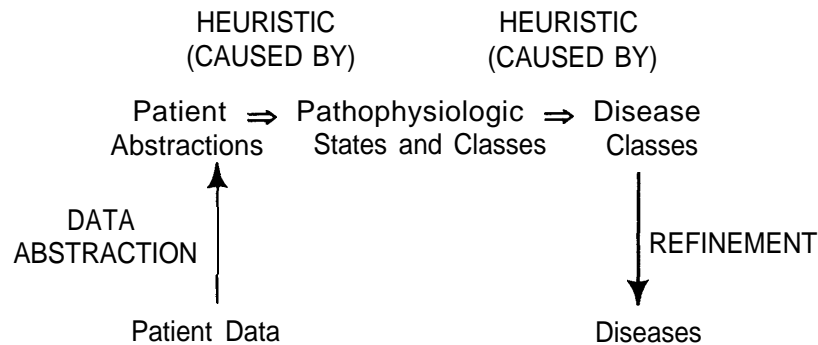 HEURISTIC HEURISTIC
(CAUSED BY) (CAUSED BY)
Patient ⇒ Pathophysiologic ⇒ Disease
Abstractions States and Classes Classes
DATA
ABSTRACTION REFINEMENT
Patient Data Diseases